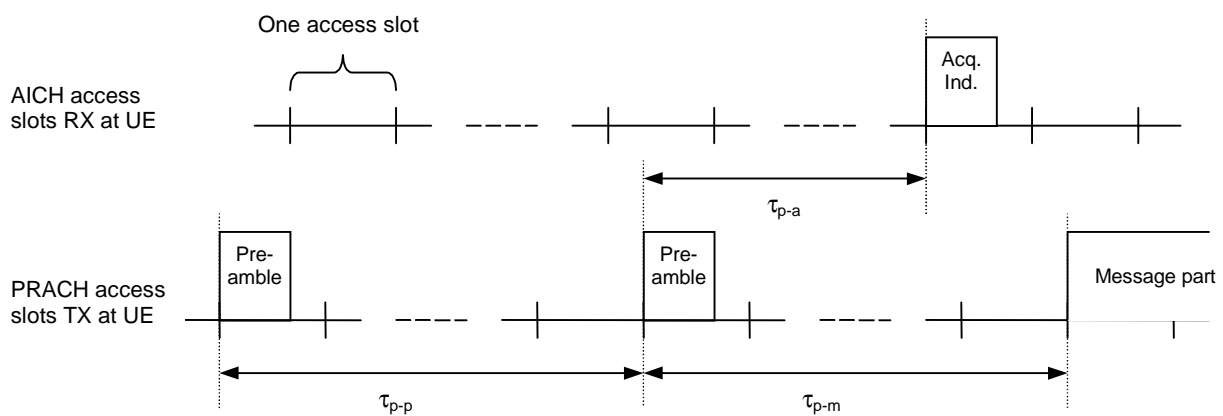 One access slot
Acq.
Ind.
AICH access
slots RX at UE
τp-a
Pre-
amble
Pre-
amble
Message part
PRACH access
slots TX at UE
τp-p
τp-m